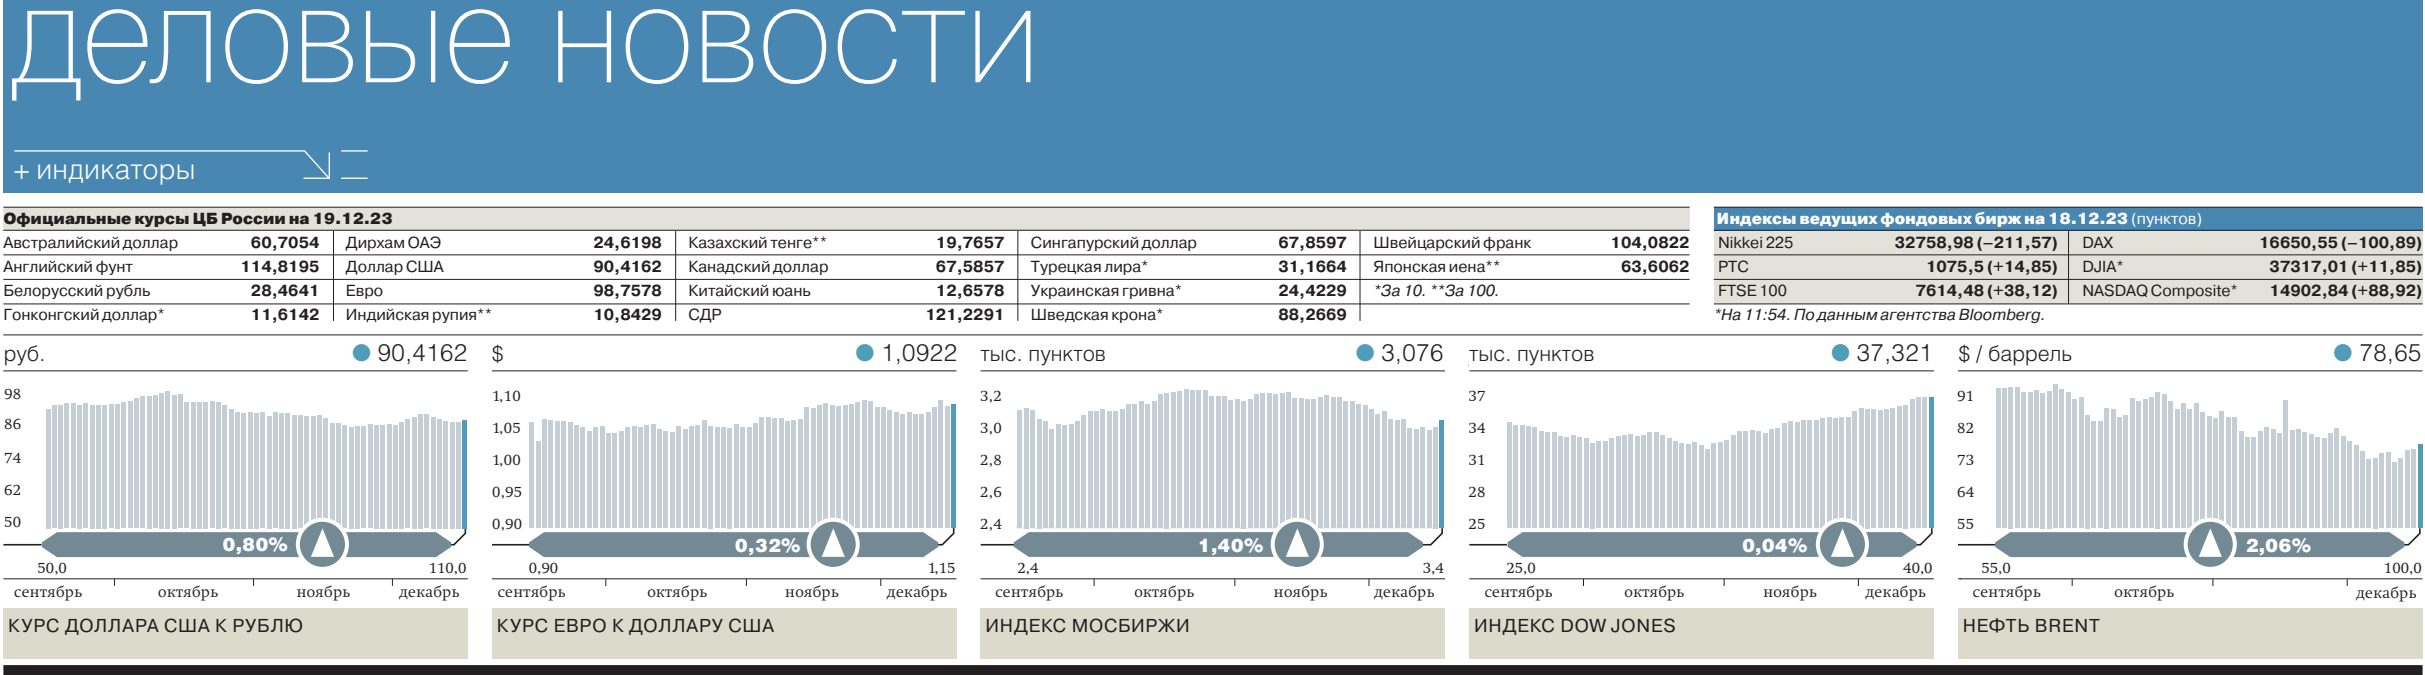 деловые новости
+ индикаторы
Официальные курсы ЦБ России на 19.12.23
Австралийский доллар 60,7054 Дирхам ОАЭ 24,6198 Казахский тенге** 19,7657 Сингапурский доллар 67,8597 Швейцарский франк 104,0822
Английский фунт 114,8195 Доллар США 90,4162 Канадский доллар 67,5857 Турецкая лира* 31,1664 Японская иена** 63,6062
Белорусский рубль 28,4641 Евро 98,7578 Китайский юань 12,6578 Украинская гривна* 24,4229 *За 10. **За 100.
Гонконгский доллар* 11,6142 Индийская рупия** 10,8429 СДР 121,2291 Шведская крона* 88,2669
Индексы ведущих фондовых бирж на 18.12.23 (пунктов)
Nikkei 225 32758,98 (−211,57) DAX 16650,55 (−100,89)
РТС 1075,5 (+14,85) DJIA* 37317,01 (+11,85)
FTSE 100 7614,48 (+38,12) NASDAQ Composite* 14902,84 (+88,92)
*На 11:54. По данным агентства Bloomberg.
руб. 90,4162
98
86
74
62
50
0,80%
50,0 110,0
сентябрь октябрь ноябрь декабрь
КУРС ДОЛЛАРА США К РУБЛЮ
$ 1,0922
1,10
1,05
1,00
0,95
0,90
0,32%
0,90 1,15
сентябрь октябрь ноябрь декабрь
КУРС ЕВРО К ДОЛЛАРУ США
тыс. пунктов 3,076
3,2
3,0
2,8
2,6
2,4
1,40%
2,4 3,4
сентябрь октябрь ноябрь декабрь
ИНДЕКС МОСБИРЖИ
тыс. пунктов 37,321
37
34
31
28
25
0,04%
25,0 40,0
сентябрь октябрь ноябрь декабрь
ИНДЕКС DOW JONES
$ / баррель 78,65
91
82
73
64
55
2,06%
55,0 100,0
сентябрь октябрь декабрь
НЕФТЬ BRENT